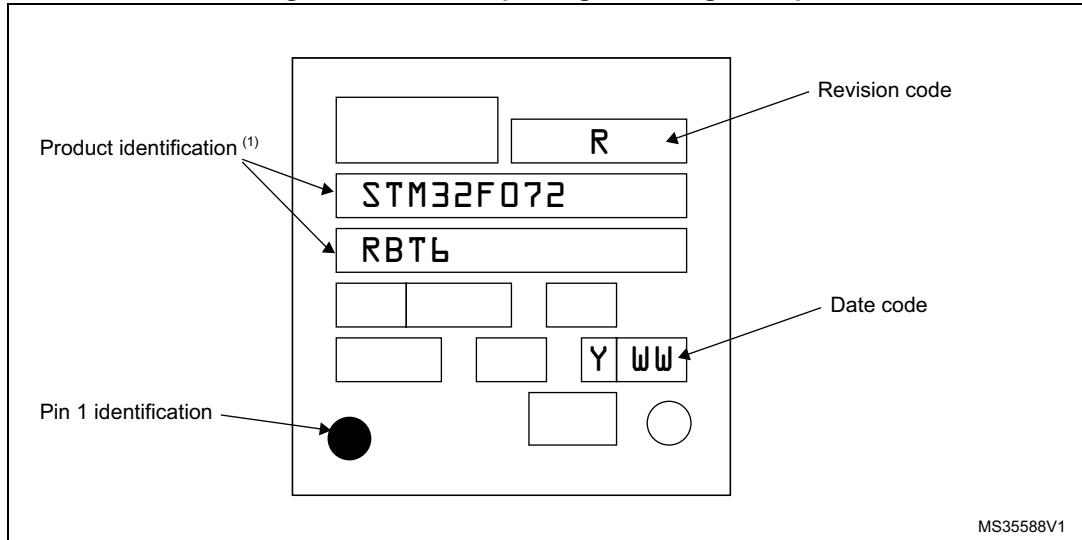 Revision code
R
Product identification (1)
STM32F072
RBT6
Date code
Y WW
Pin 1 identification
MS35588V1